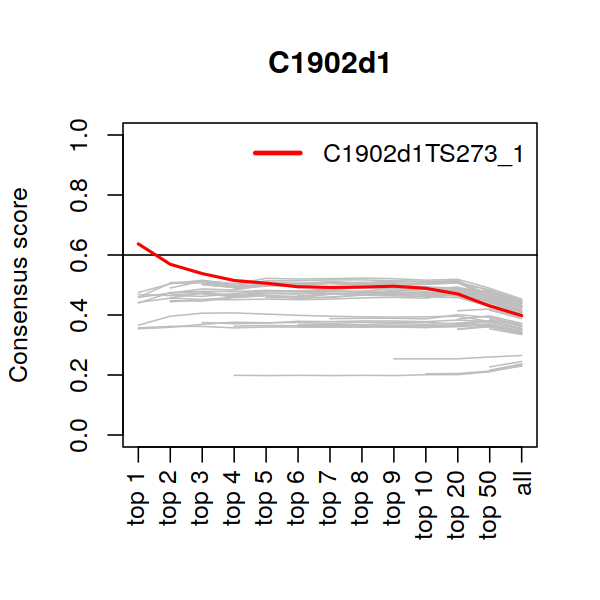 C1902d1
C1902d1TS273_1
Consensus score
1.0
0.8
0.6
0.4
0.2
0.0
top 1
top 2
top 3
top 4
top 5
top 6
top 7
top 8
top 9
top 10
top 20
top 50
all